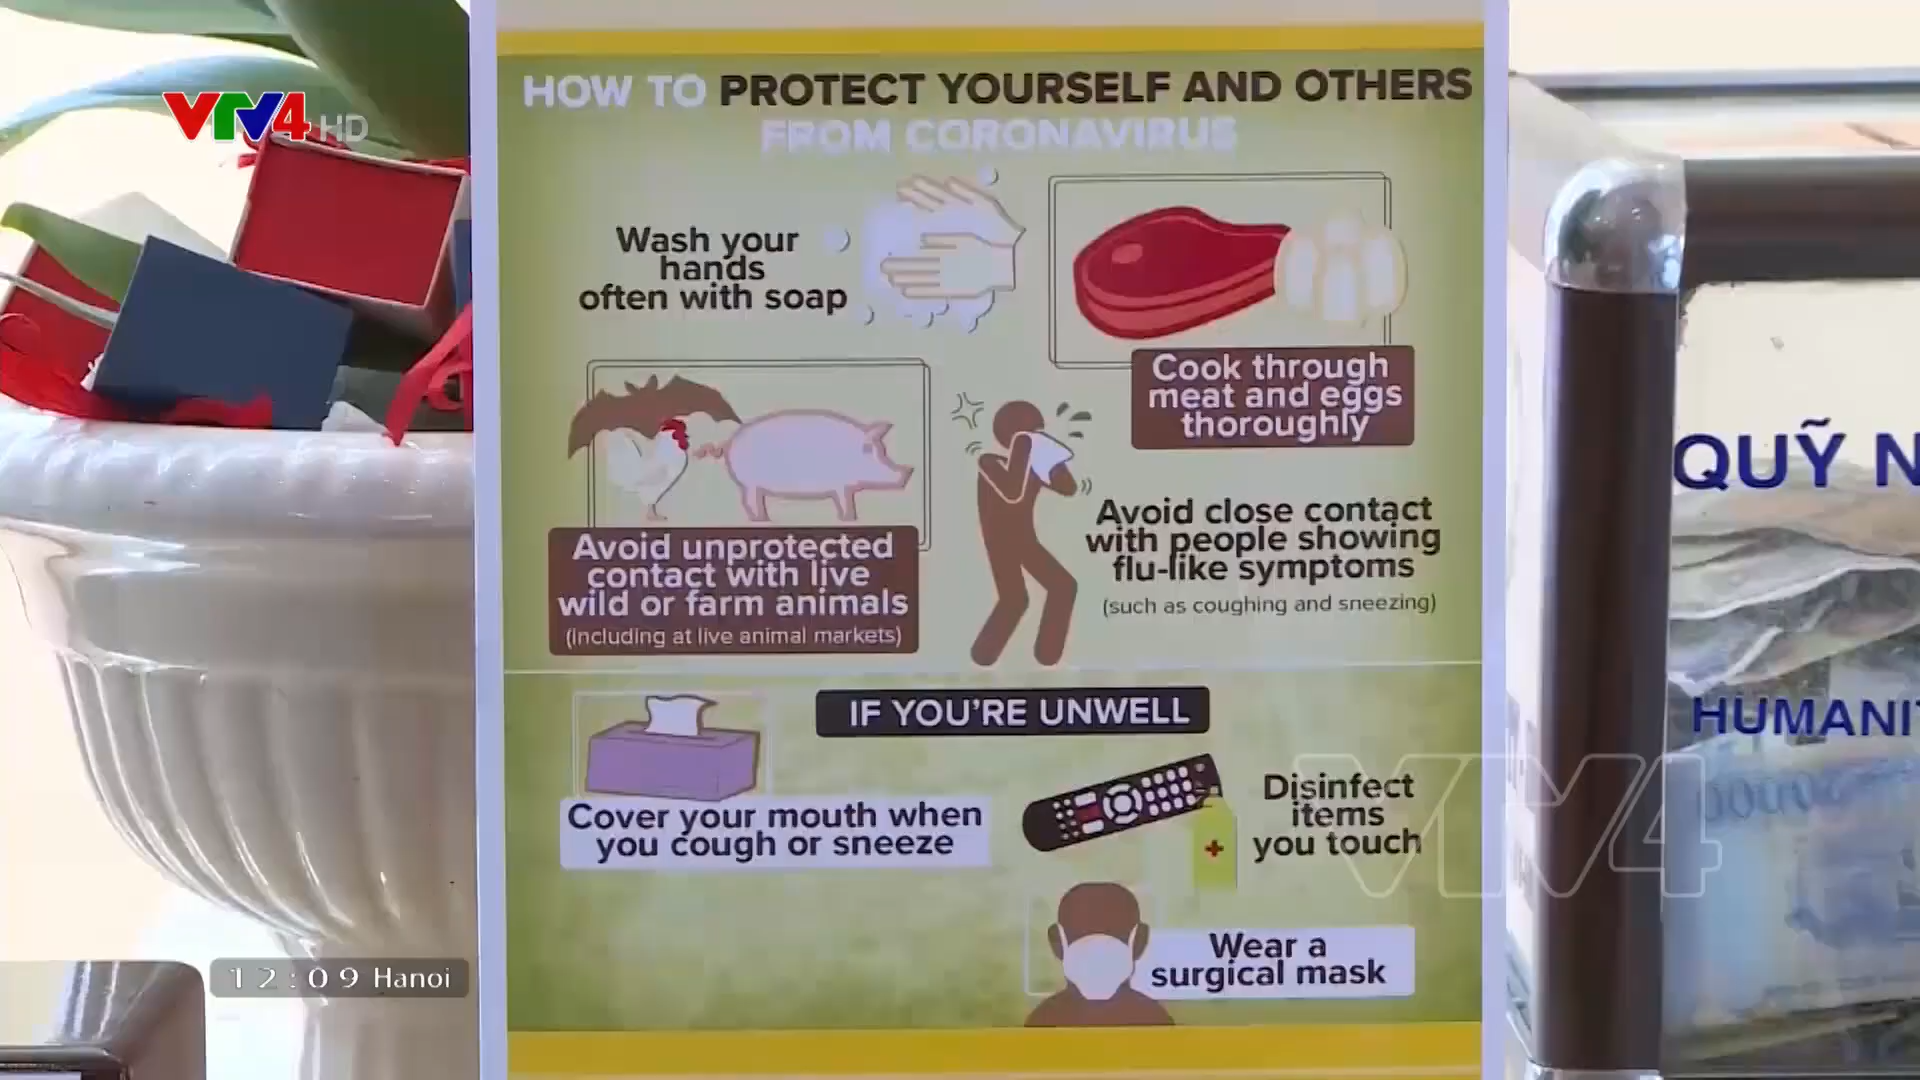 VTV4 HD
HOW TO PROTECT YOURSELF AND OTHERS
FROM CORONAVIRUS
Wash your
hands
often with soap
Cook through
meat and eggs
thoroughly
Avoid unprotected
contact with live
wild or farm animals
(including at live animal markets)
Avoid close contact
with people showing
flu-like symptoms
(such as coughing and sneezing)
IF YOU'RE UNWELL
Cover your mouth when
you cough or sneeze
Disinfect
items
you touch
Wear a
surgical mask
QUỸ N
HUMANI
VTV4
12:09 Hanoi